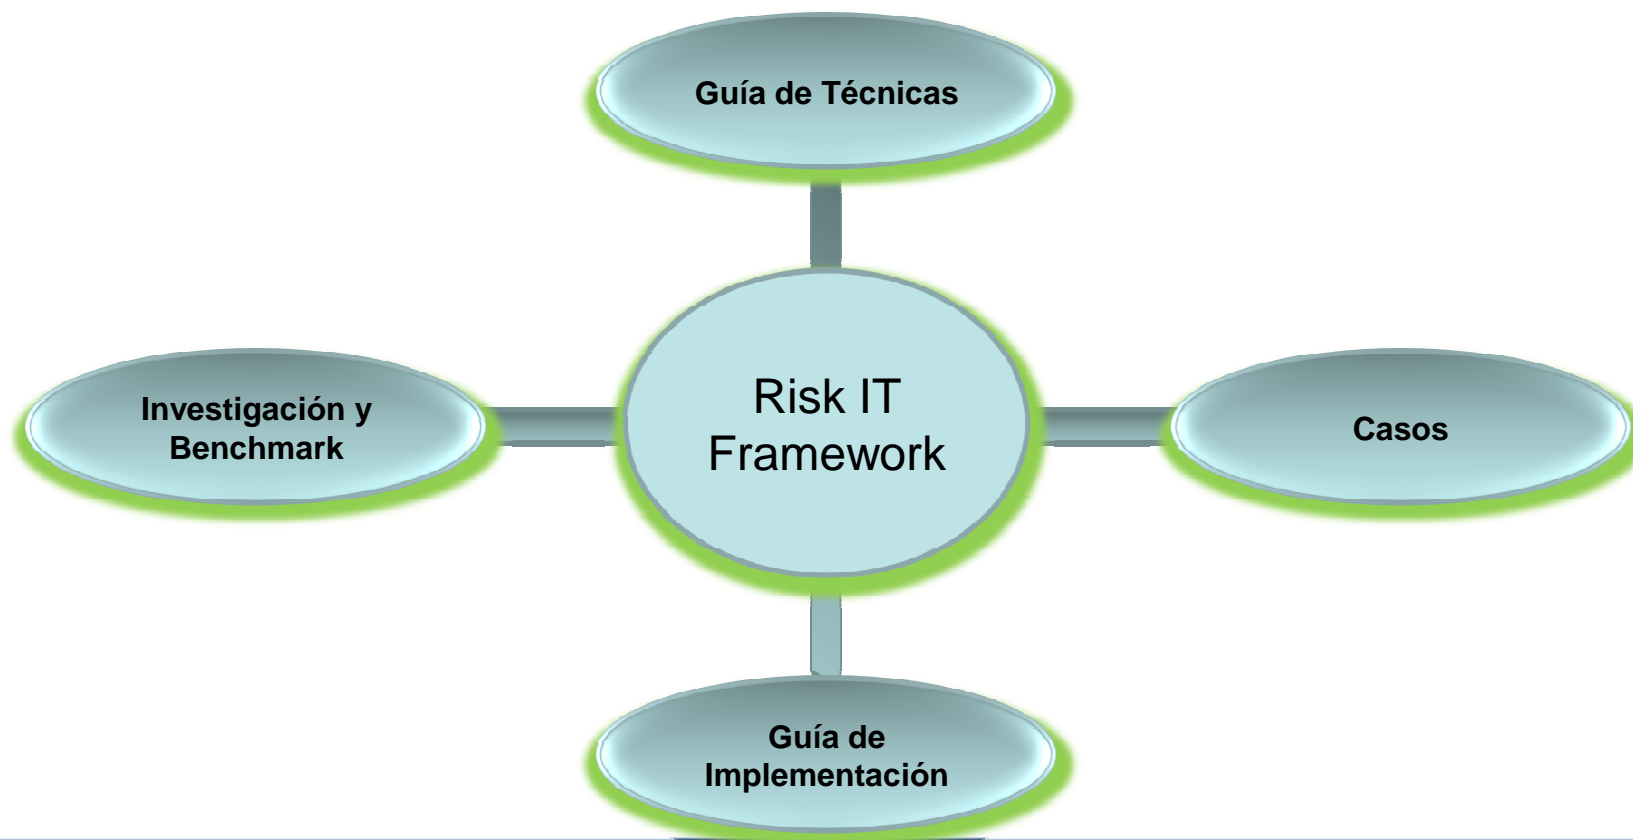 Guía de Técnicas
Investigación y
Benchmark
Risk IT
Framework
Casos
Guía de
Implementación